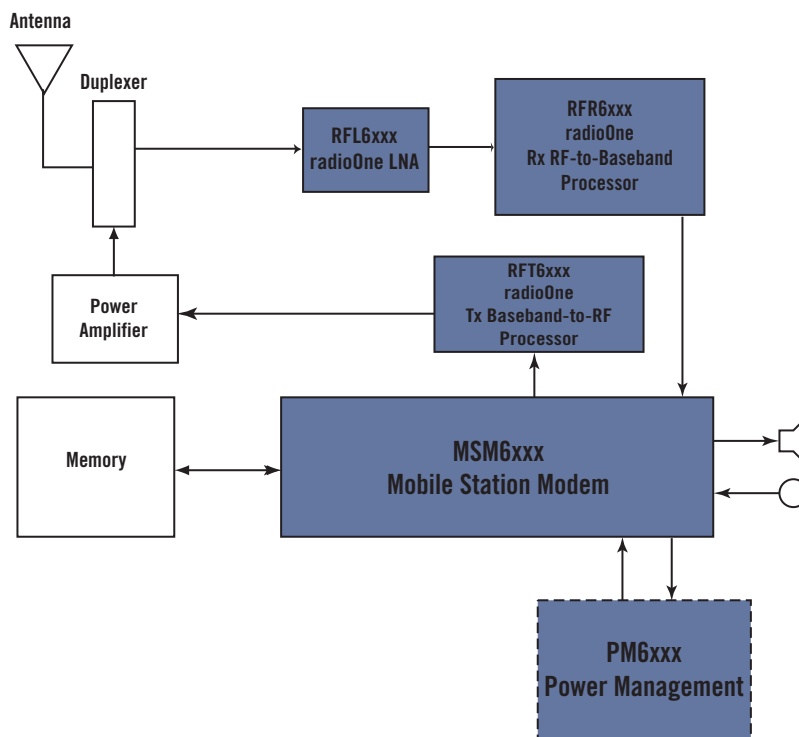 Antenna
Duplexer
RFL6xxx
radioOne LNA
RFR6xxx
radioOne
Rx RF-to-Baseband
Processor
RFT6xxx
radioOne
Tx Baseband-to-RF
Processor
Power
Amplifier
Memory
MSM6xxx
Mobile Station Modem
PM6xxx
Power Management